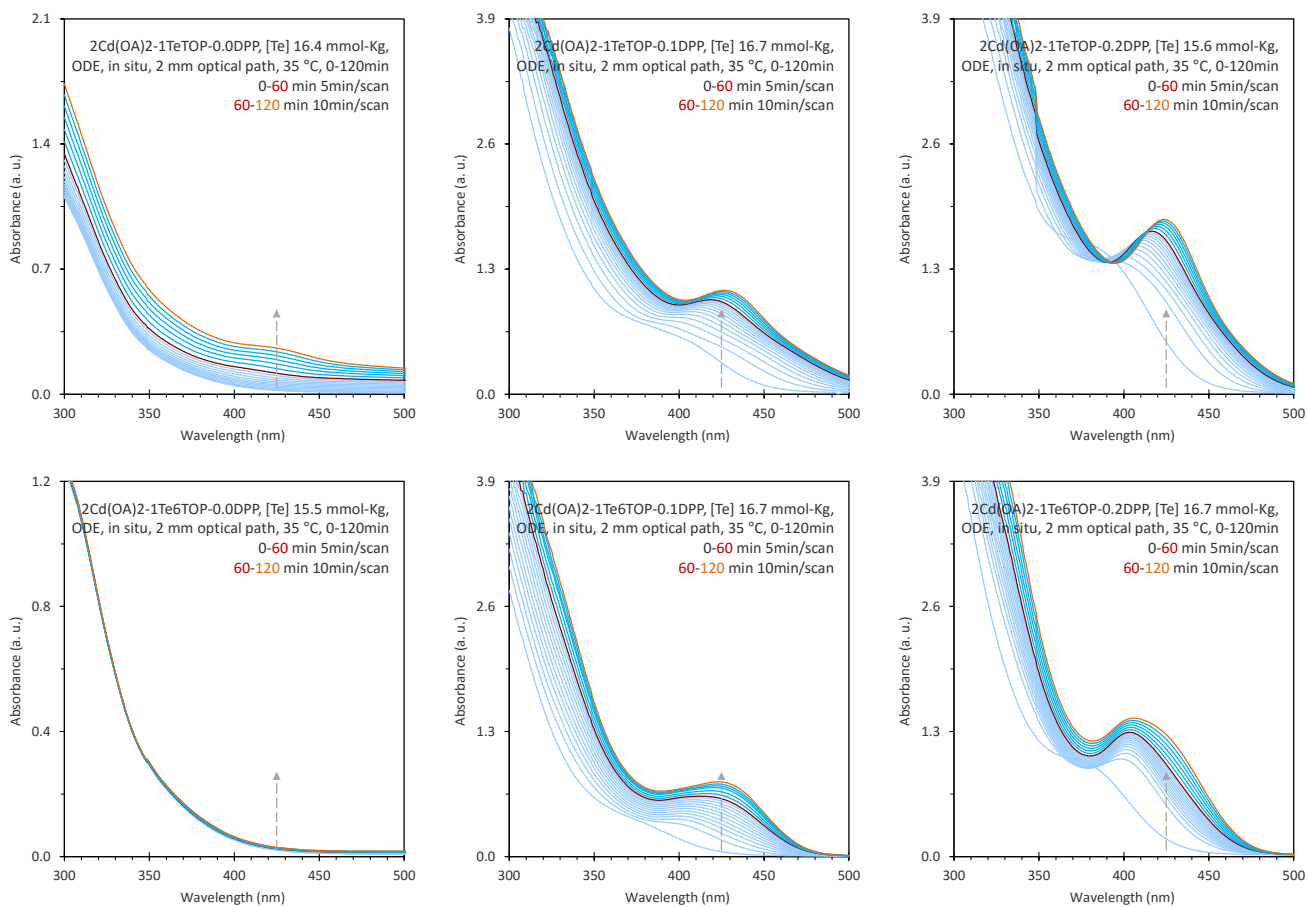 2.1
1.4
0.7
0.0
300
350
400
450
500
Absorbance (a. u.)
Wavelength (nm)
2Cd(OA)2-1TeTOP-0.0DPP, [Te] 16.4 mmol-Kg,
ODE, in situ, 2 mm optical path, 35 °C, 0-120min
0-60 min 5min/scan
60-120 min 10min/scan
3.9
2.6
1.3
0.0
300
350
400
450
500
Absorbance (a. u.)
Wavelength (nm)
2Cd(OA)2-1TeTOP-0.1DPP, [Te] 16.7 mmol-Kg,
ODE, in situ, 2 mm optical path, 35 °C, 0-120min
0-60 min 5min/scan
60-120 min 10min/scan
3.9
2.6
1.3
0.0
300
350
400
450
500
Absorbance (a. u.)
Wavelength (nm)
2Cd(OA)2-1TeTOP-0.2DPP, [Te] 15.6 mmol-Kg,
ODE, in situ, 2 mm optical path, 35 °C, 0-120min
0-60 min 5min/scan
60-120 min 10min/scan
1.2
0.8
0.4
0.0
300
350
400
450
500
Absorbance (a. u.)
Wavelength (nm)
2Cd(OA)2-1Te6TOP-0.0DPP, [Te] 15.5 mmol-Kg,
ODE, in situ, 2 mm optical path, 35 °C, 0-120min
0-60 min 5min/scan
60-120 min 10min/scan
3.9
2.6
1.3
0.0
300
350
400
450
500
Absorbance (a. u.)
Wavelength (nm)
2Cd(OA)2-1Te6TOP-0.1DPP, [Te] 16.7 mmol-Kg,
ODE, in situ, 2 mm optical path, 35 °C, 0-120min
0-60 min 5min/scan
60-120 min 10min/scan
3.9
2.6
1.3
0.0
300
350
400
450
500
Absorbance (a. u.)
Wavelength (nm)
2Cd(OA)2-1Te6TOP-0.2DPP, [Te] 16.7 mmol-Kg,
ODE, in situ, 2 mm optical path, 35 °C, 0-120min
0-60 min 5min/scan
60-120 min 10min/scan